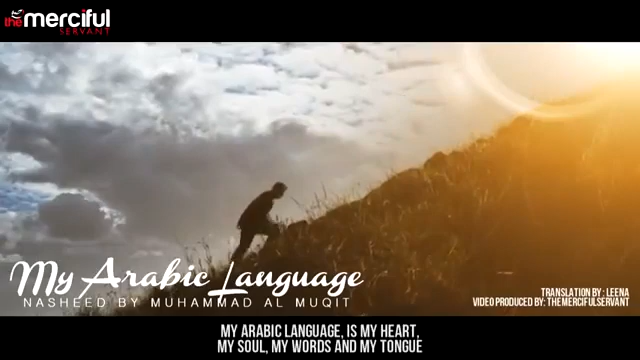 the merciful
SERVANT
My Arabic Language
NASHEED BY MUHAMMAD AL MUQIT
TRANSLATION BY : LEENA
VIDEO PRODUCED BY: THEMERCIFULSERVANT
MY ARABIC LANGUAGE, IS MY HEART,
MY SOUL, MY WORDS AND MY TONGUE